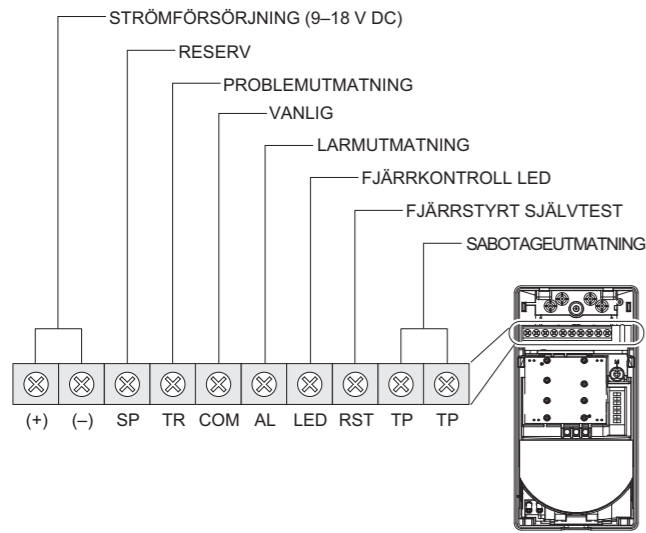 STRÖMFÖRSÖRJNING (9–18 V DC)
RESERV
PROBLEMUTMATNING
VANLIG
LARMUTMATNING
FJÄRRKONTROLL LED
FJÄRRSTYRT SJÄLVTEST
SABOTAGEUTMATNING
(+) (–) SP TR COM AL LED RST TP TP